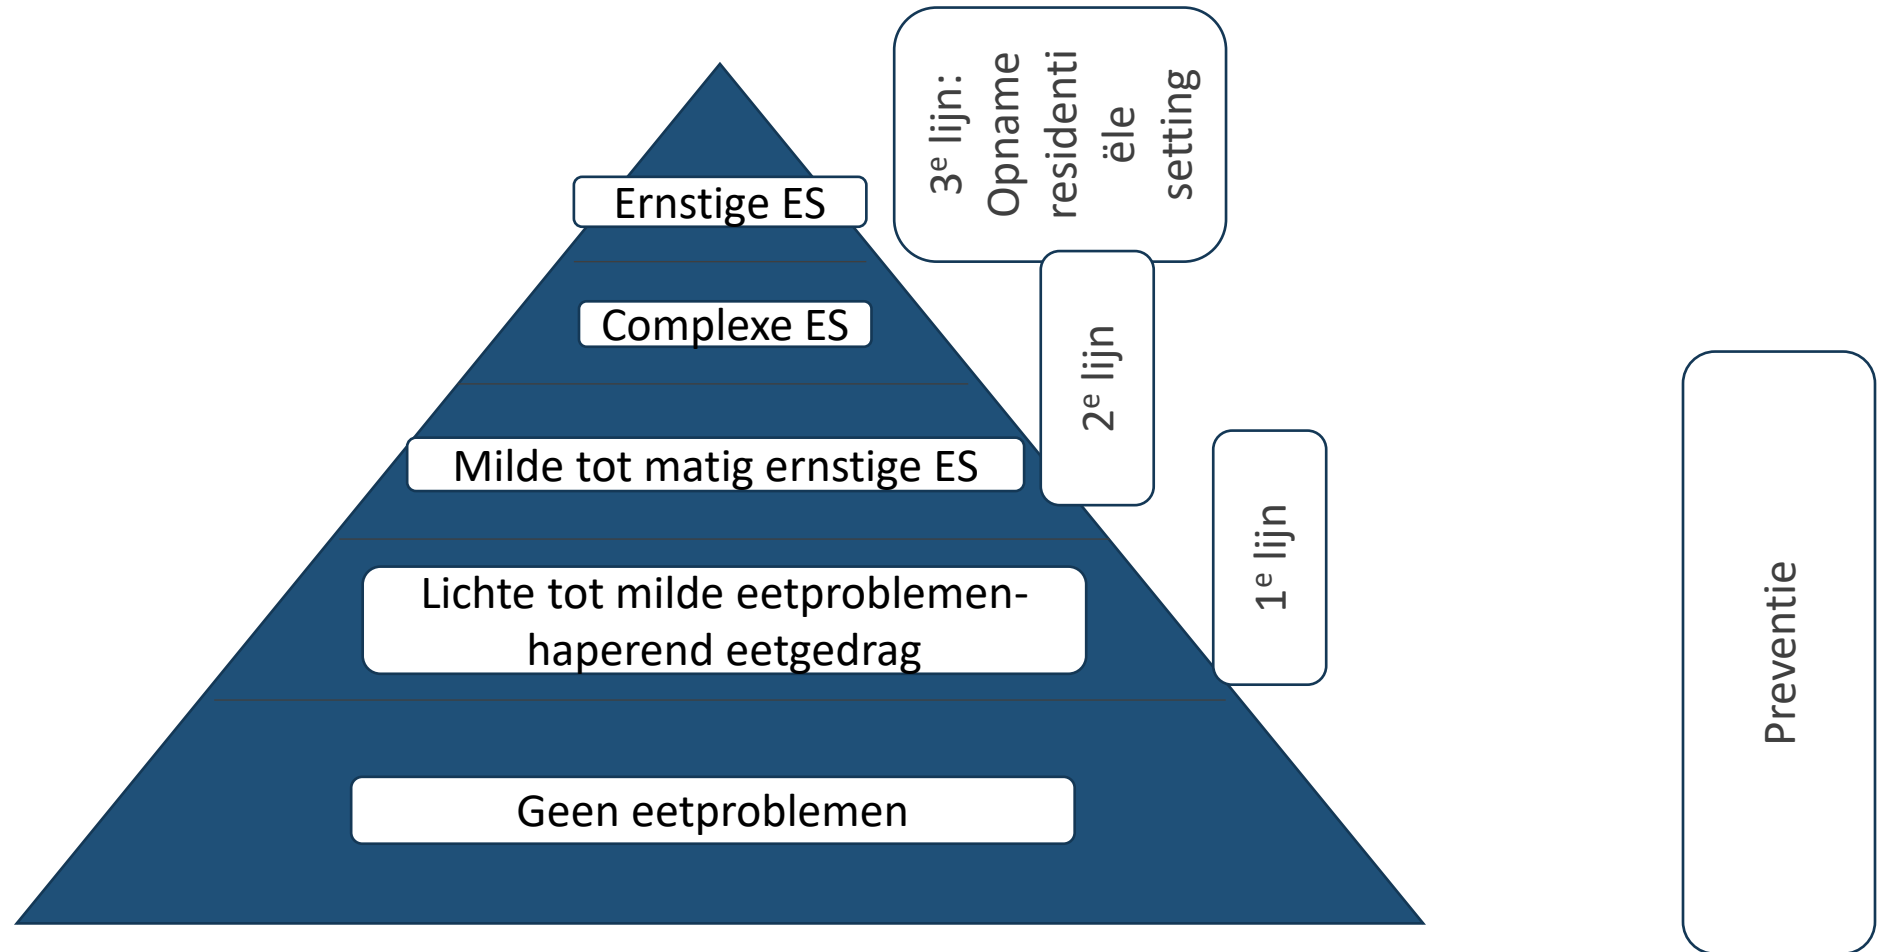 Ernstige ES
Complexe ES
Milde tot matig ernstige ES
Lichte tot milde eetproblemen-
haperend eetgedrag
Geen eetproblemen
3e lijn:
Opname
residenti
ële
setting
2e lijn
1e lijn
Preventie